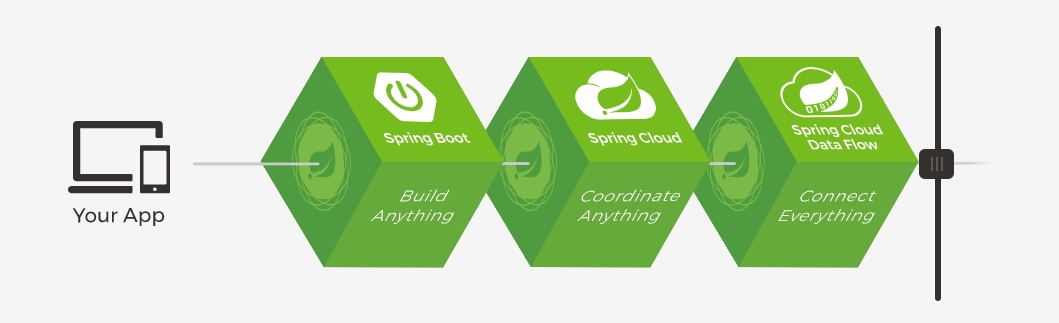 Your App
Spring Boot
Build
Anything
Spring Cloud
Coordinate
Anything
Spring Cloud
Data Flow
Connect
Everything